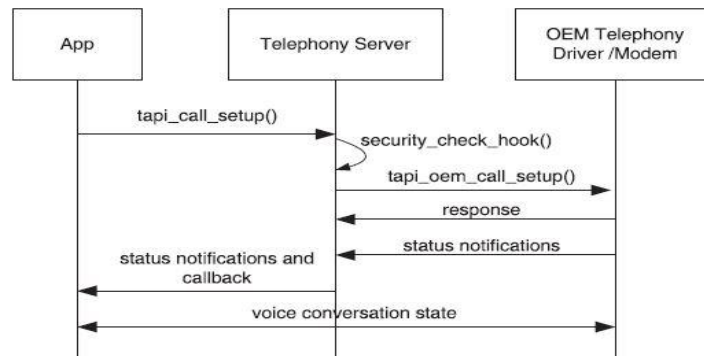 App
Telephony Server
OEM Telephony
Driver /Modem
tapi_call_setup()
security_check_hook()
tapi_oem_call_setup()
response
status notifications
status notifications and
callback
voice conversation state